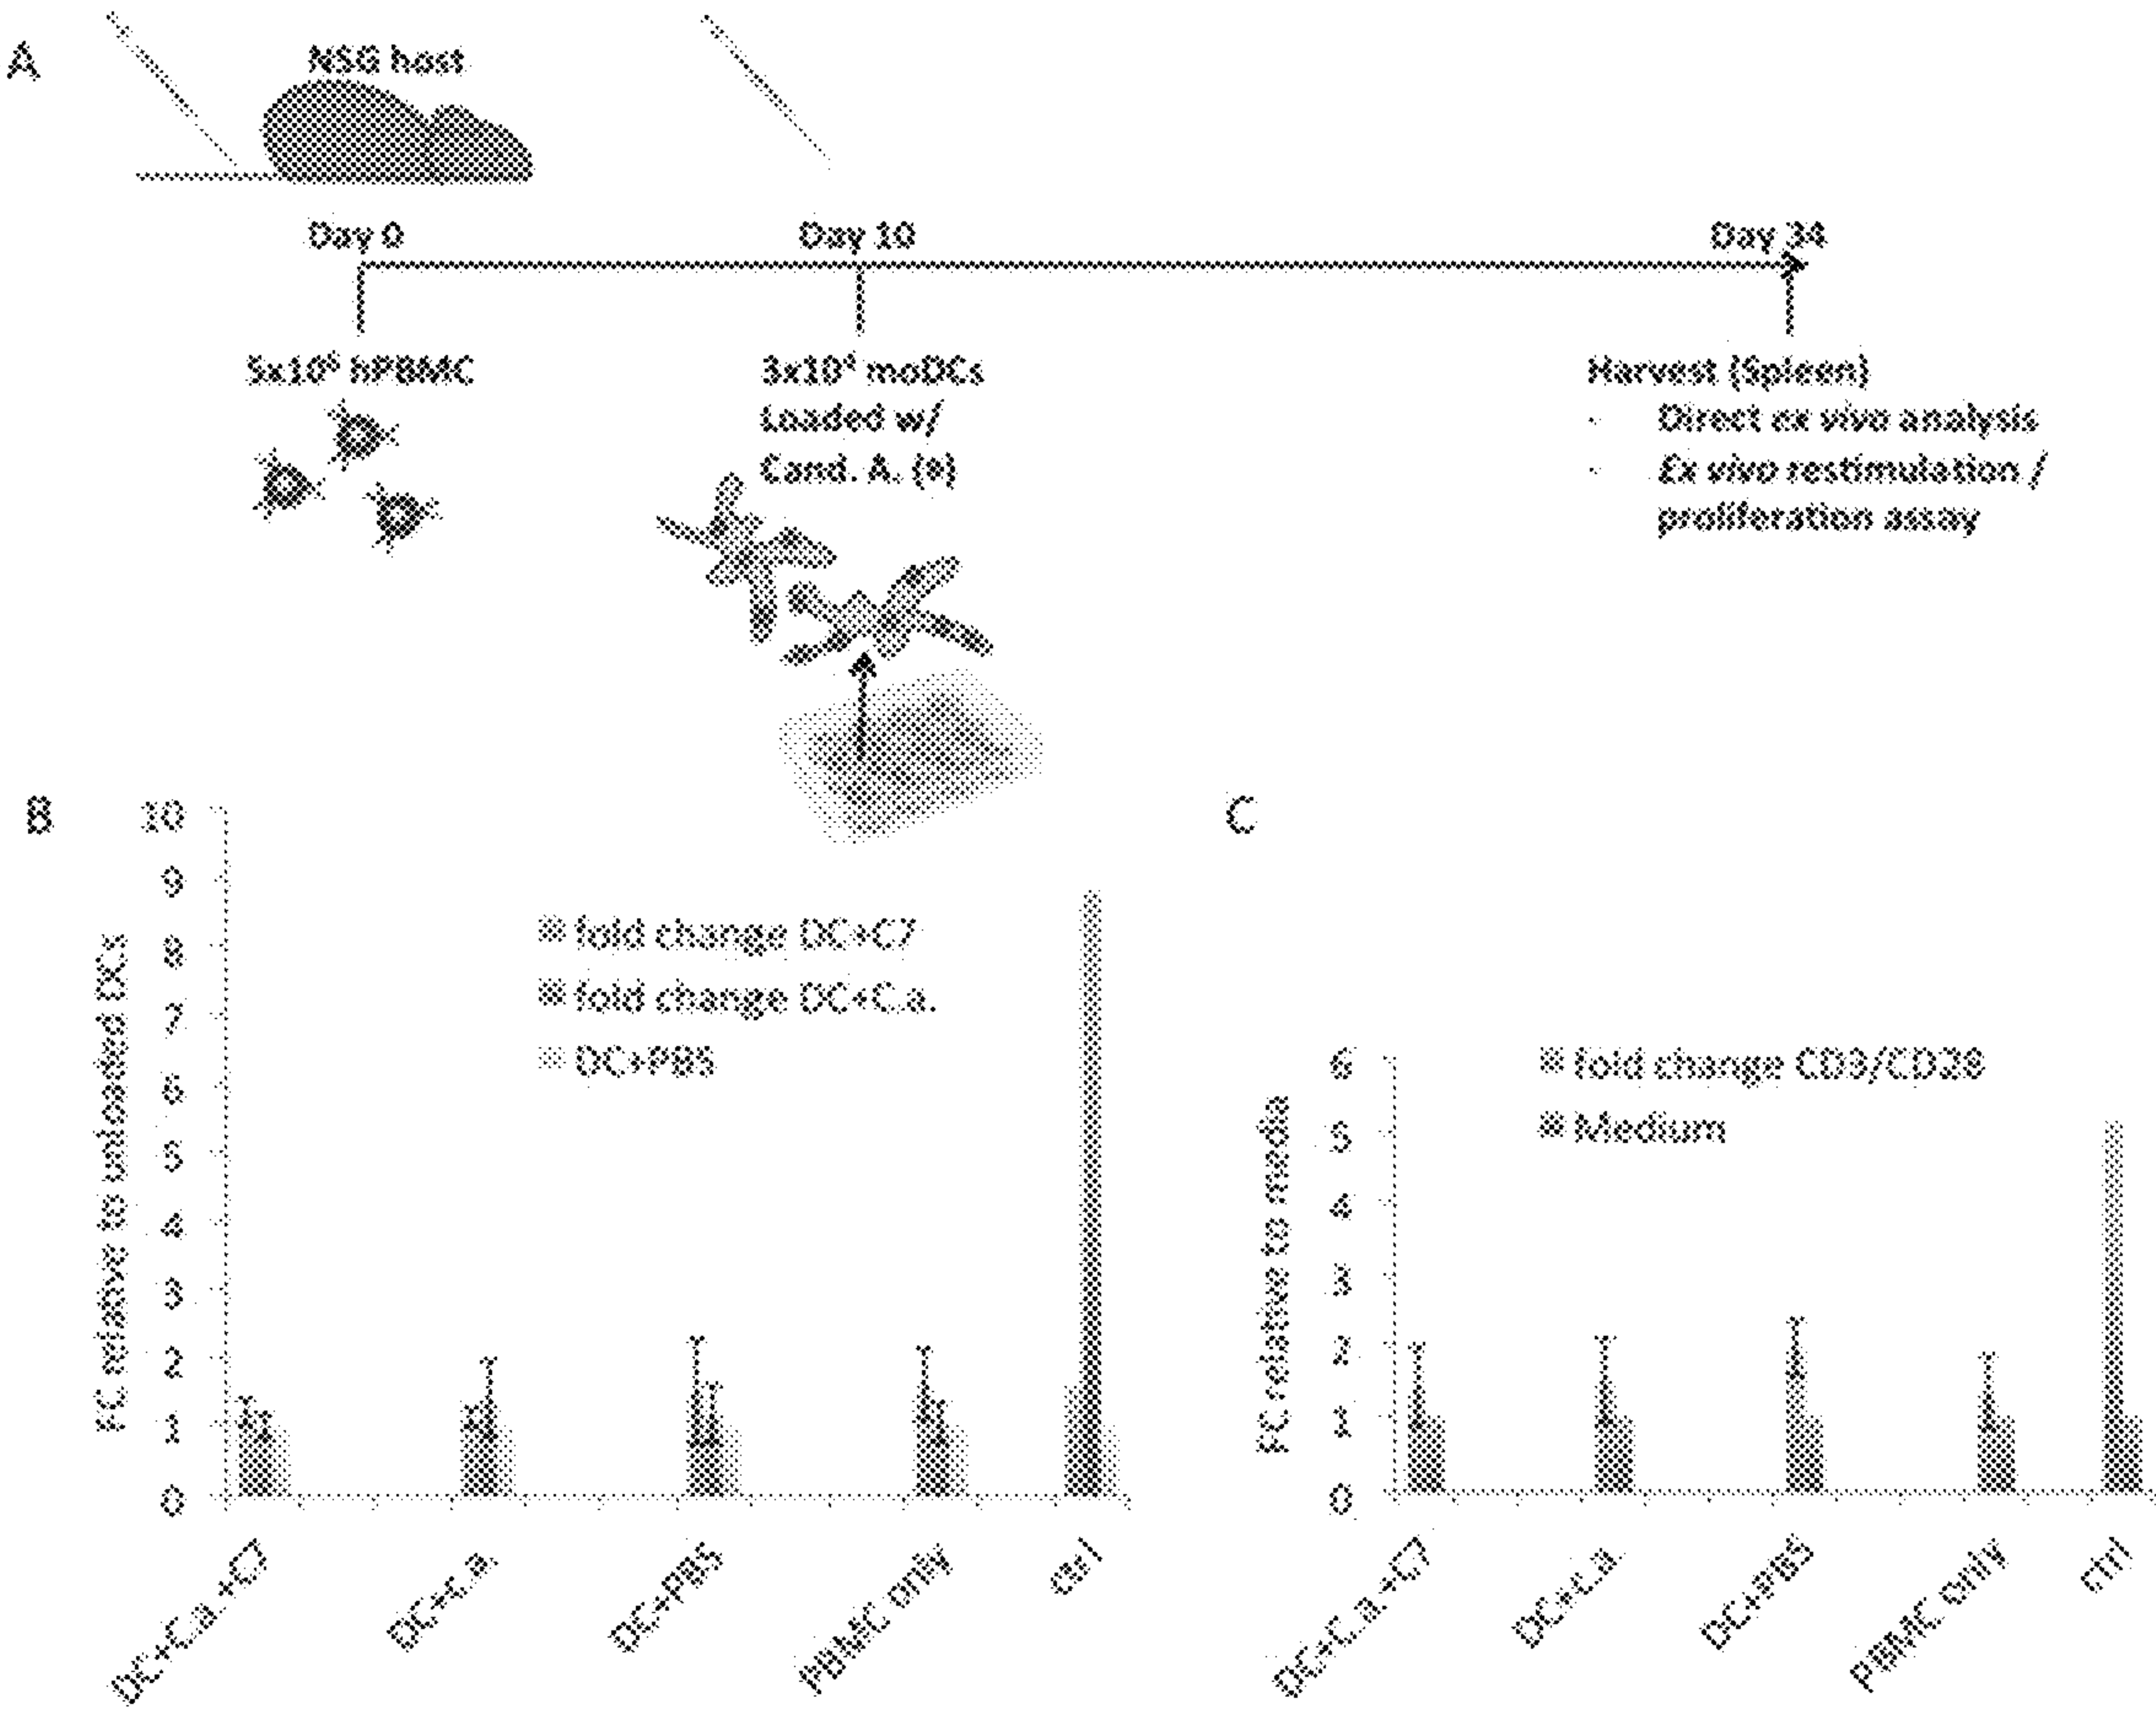 A
NSG host
Day 0
Day 10
Day 34
5x10⁶ hPBMC
3x10⁴ moDCs
Loaded w/
Cand. A. (#)
Harvest (Spleen)
Direct ex vivo analysis
Ex vivo restimulation /
proliferation assay
B
FC relative to unloaded DCs
10
9
8
7
6
5
4
3
2
1
0
fold change DC+C7
fold change DC+C.a.
DC+PBS
DC+C.a.+C7
DC+C.a.
DC+PBS
PBMC only
ctrl
C
FC relative to media
6
5
4
3
2
1
0
fold change CD3/CD28
Medium
DC+C.a.+C7
DC+C.a.
DC+PBS
PBMC only
ctrl